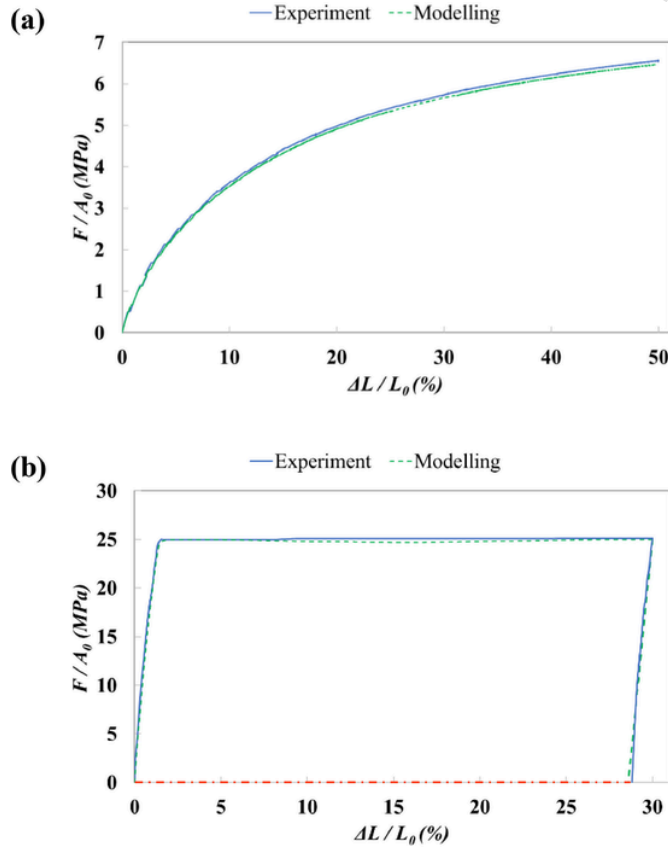 (a)
Experiment Modelling
7
6
5
4
3
2
1
0
F / A₀ (MPa)
0 10 20 30 40 50
ΔL / L₀ (%)
(b)
Experiment Modelling
30
25
20
15
10
5
0
F / A₀ (MPa)
0 5 10 15 20 25 30
ΔL / L₀ (%)